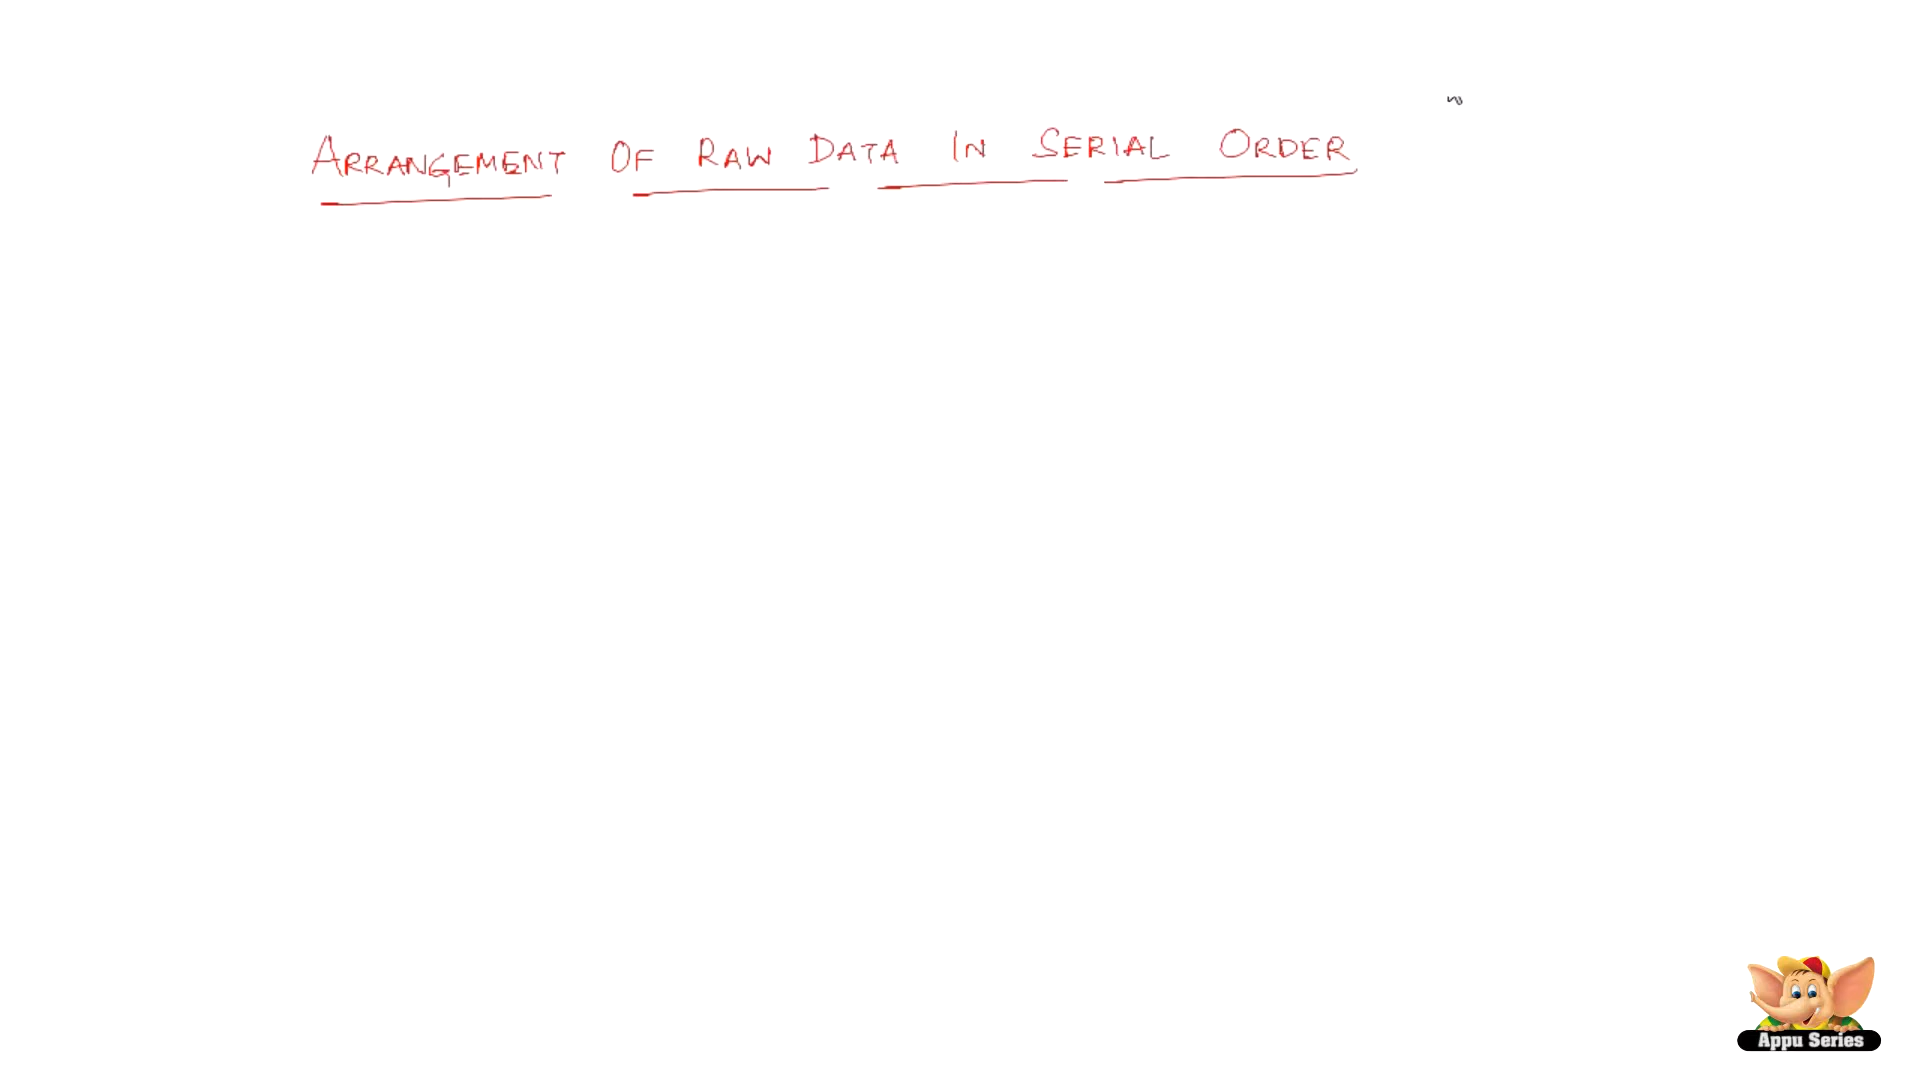 ARRANGEMENT OF RAW DATA IN SERIAL ORDER
Appu Series